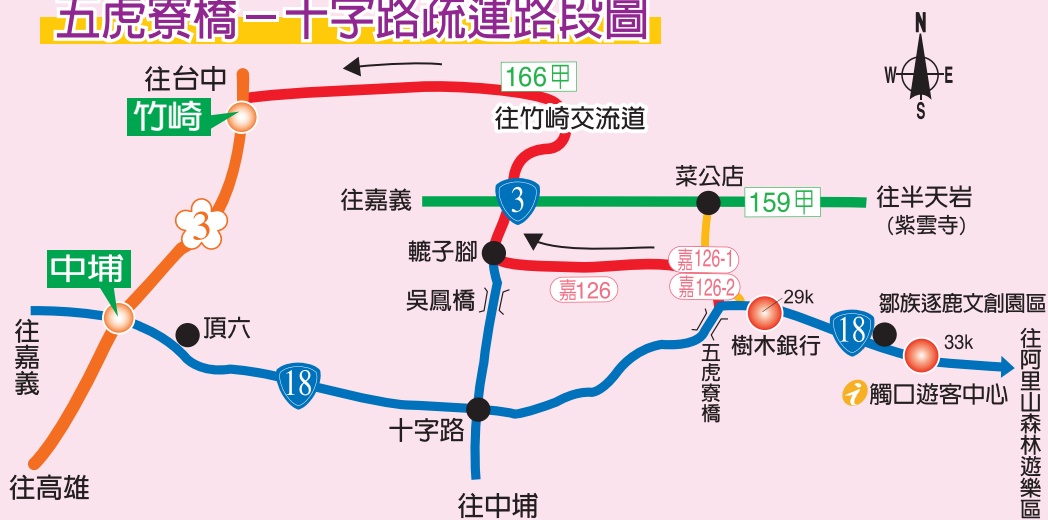 五虎寮橋－十字路疏運路段圖
N
W
E
S
往台中
竹崎
166甲
往竹崎交流道
3
往嘉義
3
菜公店
159甲
往半天岩
(紫雲寺)
轆子腳
嘉126-1
嘉126-2
嘉126
吳鳳橋
中埔
往嘉義
頂六
18
29k
樹木銀行
18
鄒族逐鹿文創園區
33k
觸口遊客中心
往阿里山森林遊樂區
五虎寮橋
十字路
往高雄
往中埔